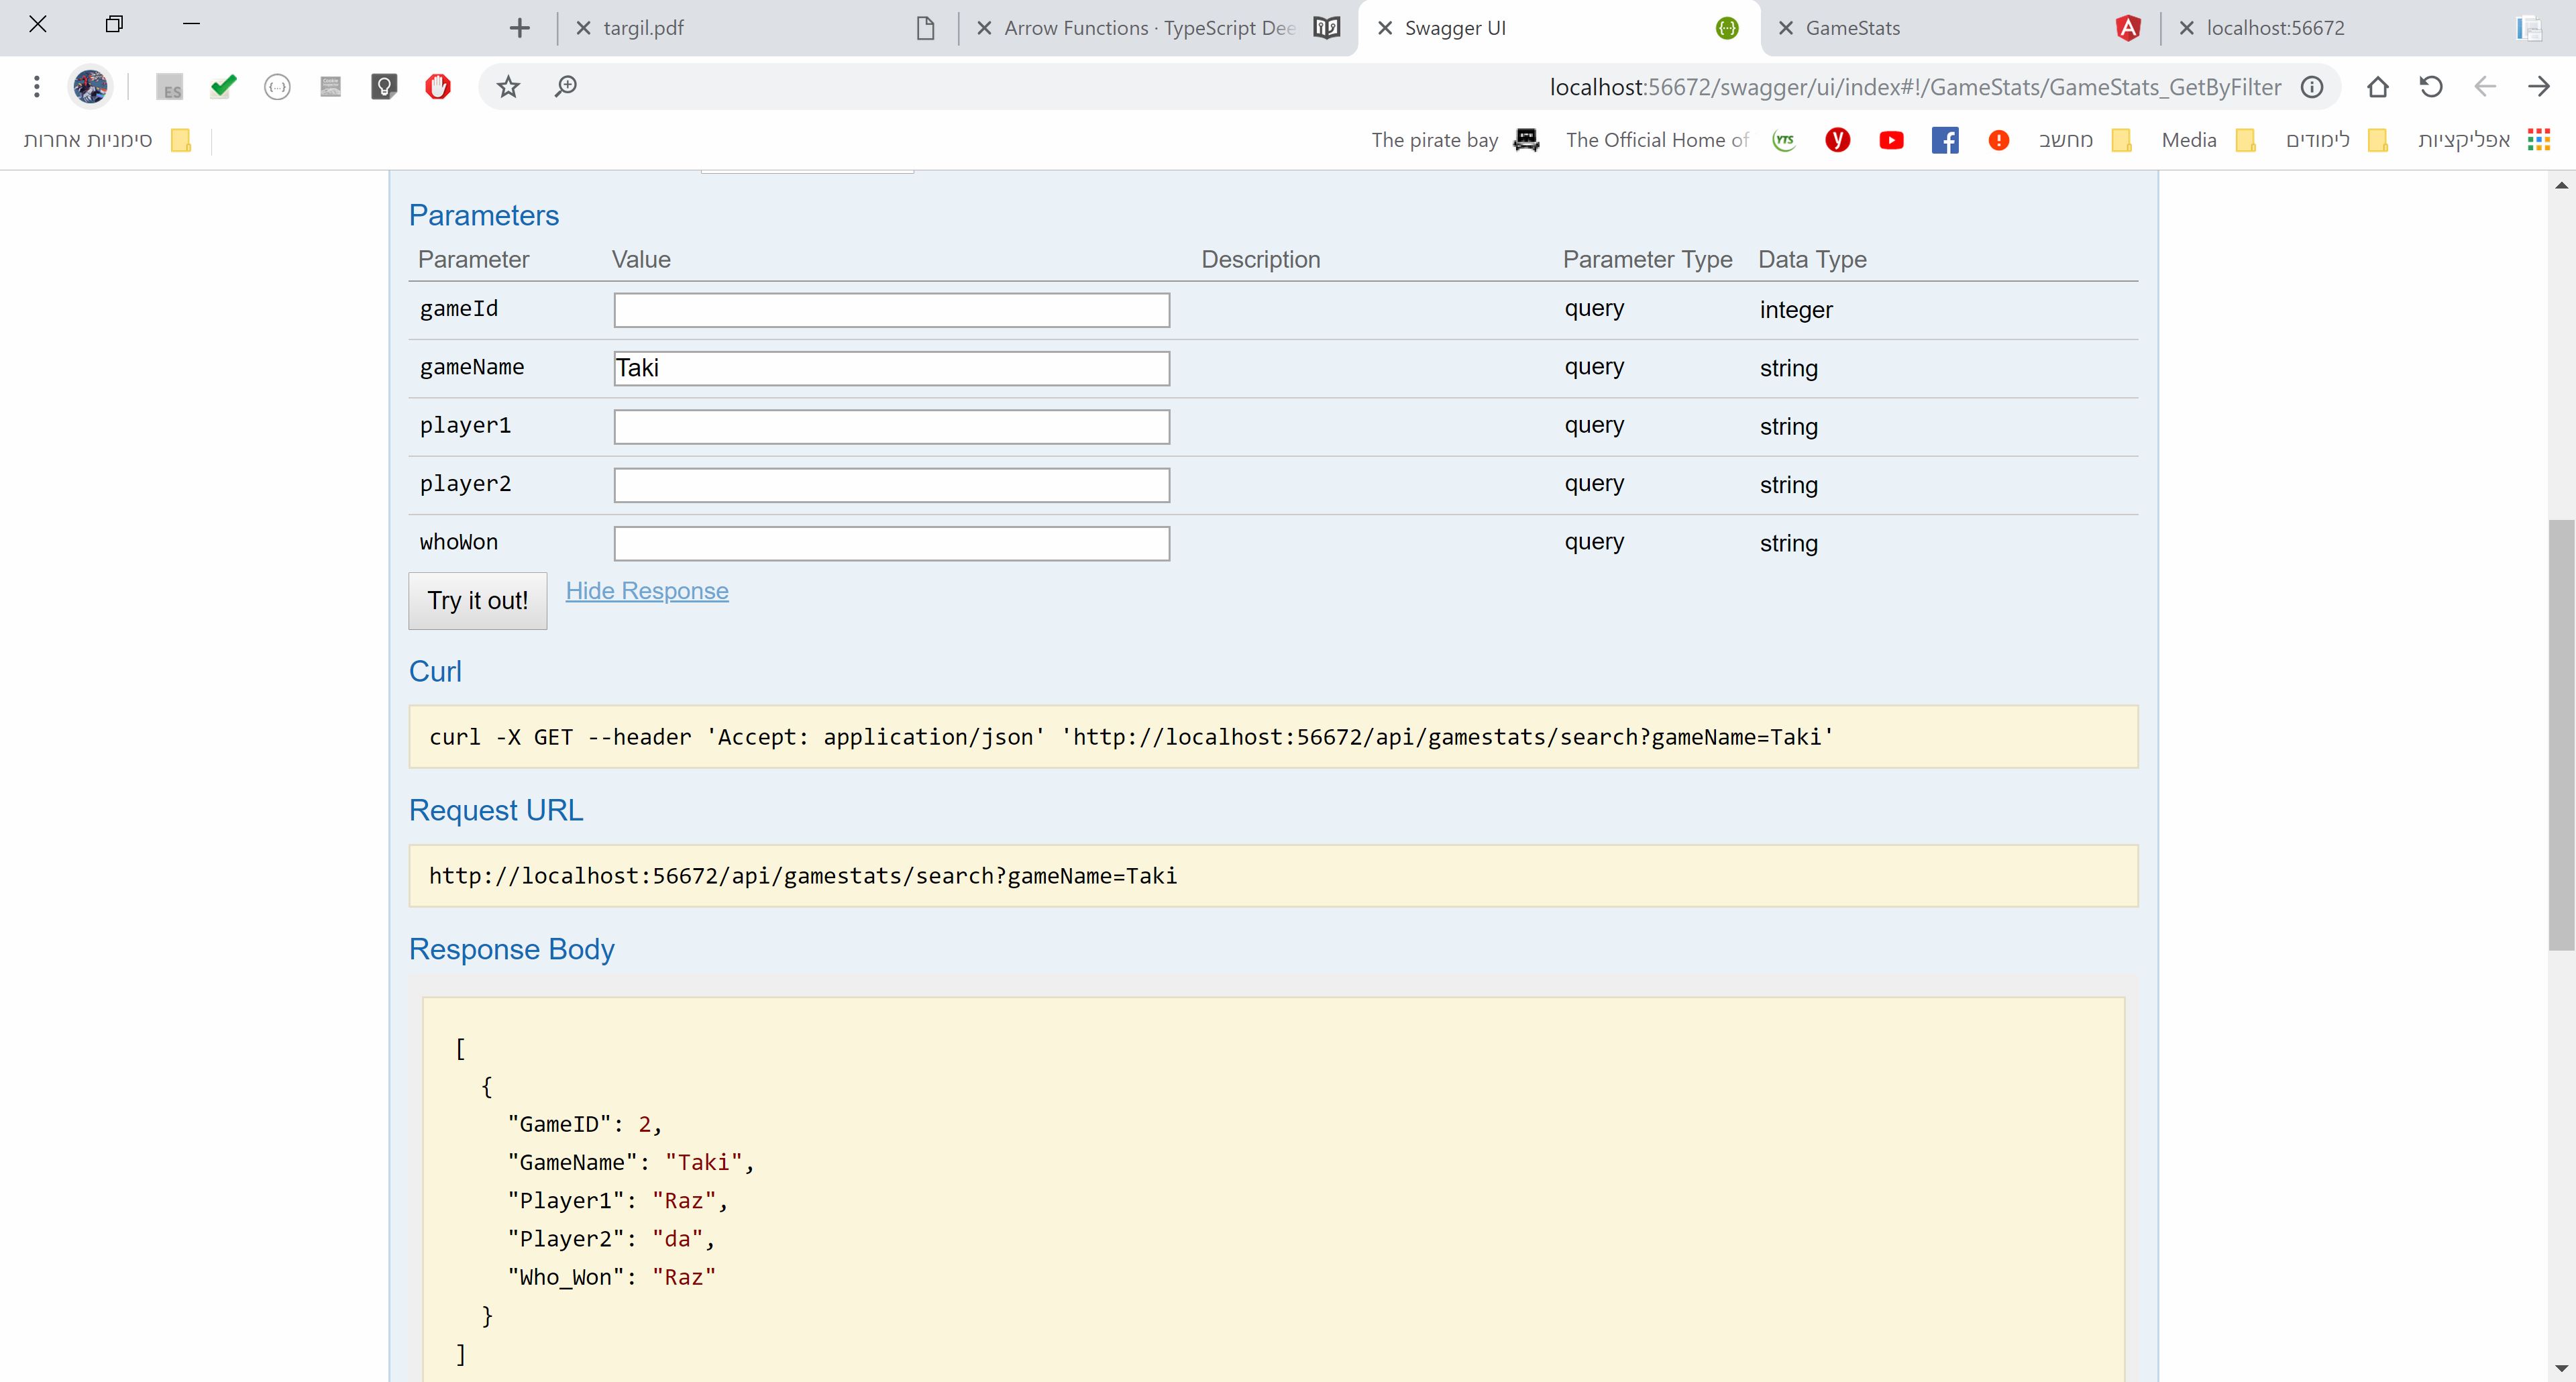 targil.pdf
Arrow Functions · TypeScript Dee
Swagger UI
GameStats
localhost:56672
ES
localhost:56672/swagger/ui/index#!/GameStats/GameStats_GetByFilter
סימניות אחרות
The pirate bay
The Official Home of
YTS
מחשב
Media
לימודים
אפליקציות
Parameters
Parameter Value Description Parameter Type Data Type
gameId query integer
gameName Taki query string
player1 query string
player2 query string
whoWon query string
Try it out! Hide Response
Curl
curl -X GET --header 'Accept: application/json' 'http://localhost:56672/api/gamestats/search?gameName=Taki'
Request URL
http://localhost:56672/api/gamestats/search?gameName=Taki
Response Body
[
{
"GameID": 2,
"GameName": "Taki",
"Player1": "Raz",
"Player2": "da",
"Who_Won": "Raz"
}
]